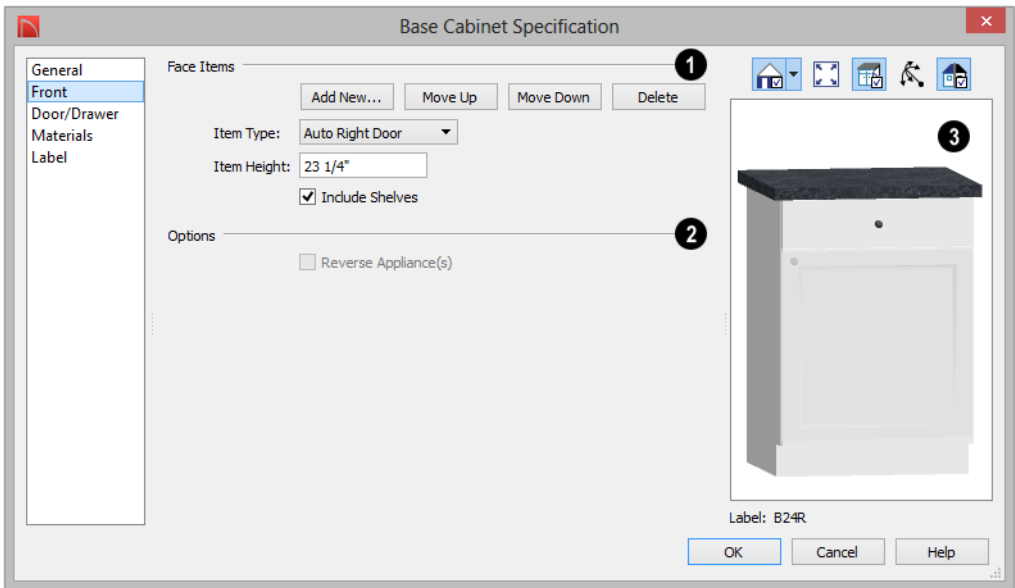 Base Cabinet Specification
General
Front
Door/Drawer
Materials
Label
Face Items
1
Add New...
Move Up
Move Down
Delete
Item Type:
Auto Right Door
Item Height:
23 1/4"
Include Shelves
Options
2
Reverse Appliance(s)
3
Label: B24R
OK
Cancel
Help